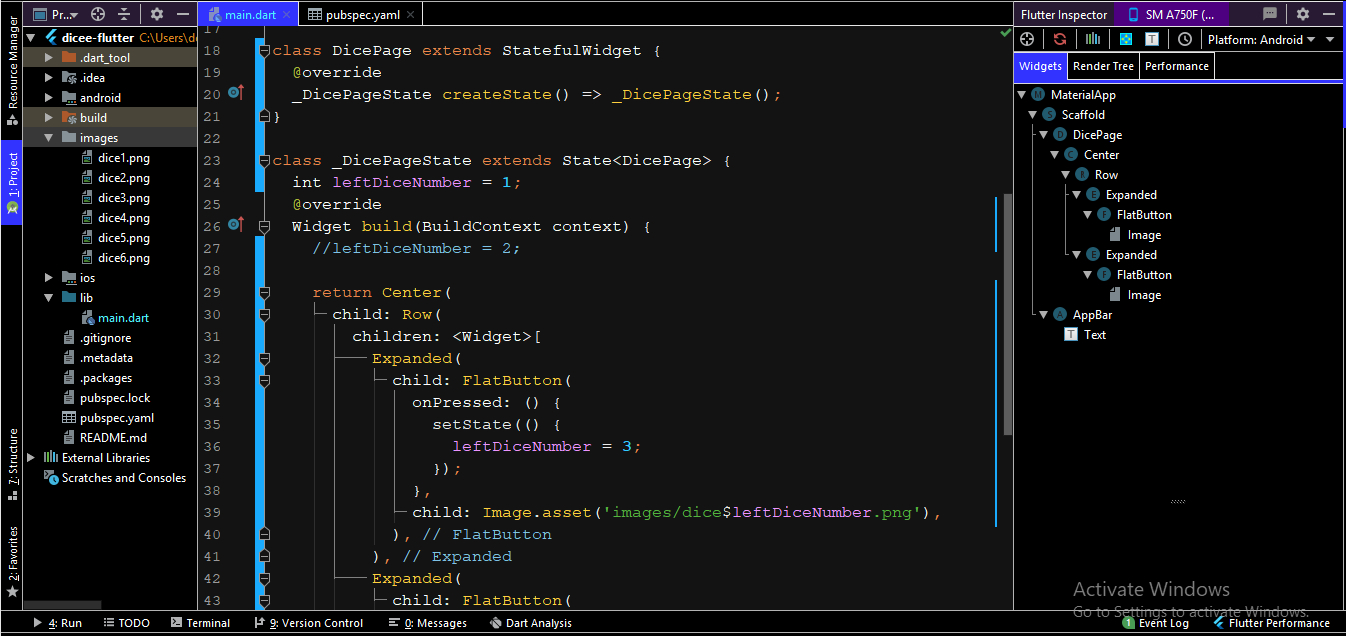 Pr...
main.dart
pubspec.yaml
Flutter Inspector
SM A750F (...
Resource Manager
1: Project
7: Structure
2: Favorites
dicee-flutter C:\Users\de
.dart_tool
.idea
android
build
images
dice1.png
dice2.png
dice3.png
dice4.png
dice5.png
dice6.png
ios
lib
main.dart
.gitignore
.metadata
.packages
pubspec.lock
pubspec.yaml
README.md
External Libraries
Scratches and Consoles
17
18 class DicePage extends StatefulWidget {
19 @override
20 _DicePageState createState() => _DicePageState();
21 }
22
23 class _DicePageState extends State<DicePage> {
24 int leftDiceNumber = 1;
25 @override
26 Widget build(BuildContext context) {
27 //leftDiceNumber = 2;
28
29 return Center(
30 child: Row(
31 children: <Widget>[
32 Expanded(
33 child: FlatButton(
34 onPressed: () {
35 setState(() {
36 leftDiceNumber = 3;
37 });
38 },
39 child: Image.asset('images/dice$leftDiceNumber.png'),
40 ), // FlatButton
41 ), // Expanded
42 Expanded(
43 child: FlatButton(
Platform: Android
Widgets
Render Tree
Performance
M MaterialApp
S Scaffold
D DicePage
C Center
R Row
E Expanded
F FlatButton
Image
E Expanded
F FlatButton
Image
A AppBar
T Text
Activate Windows
Go to Settings to activate Windows.
4: Run
TODO
Terminal
9: Version Control
0: Messages
Dart Analysis
1 Event Log
Flutter Performance